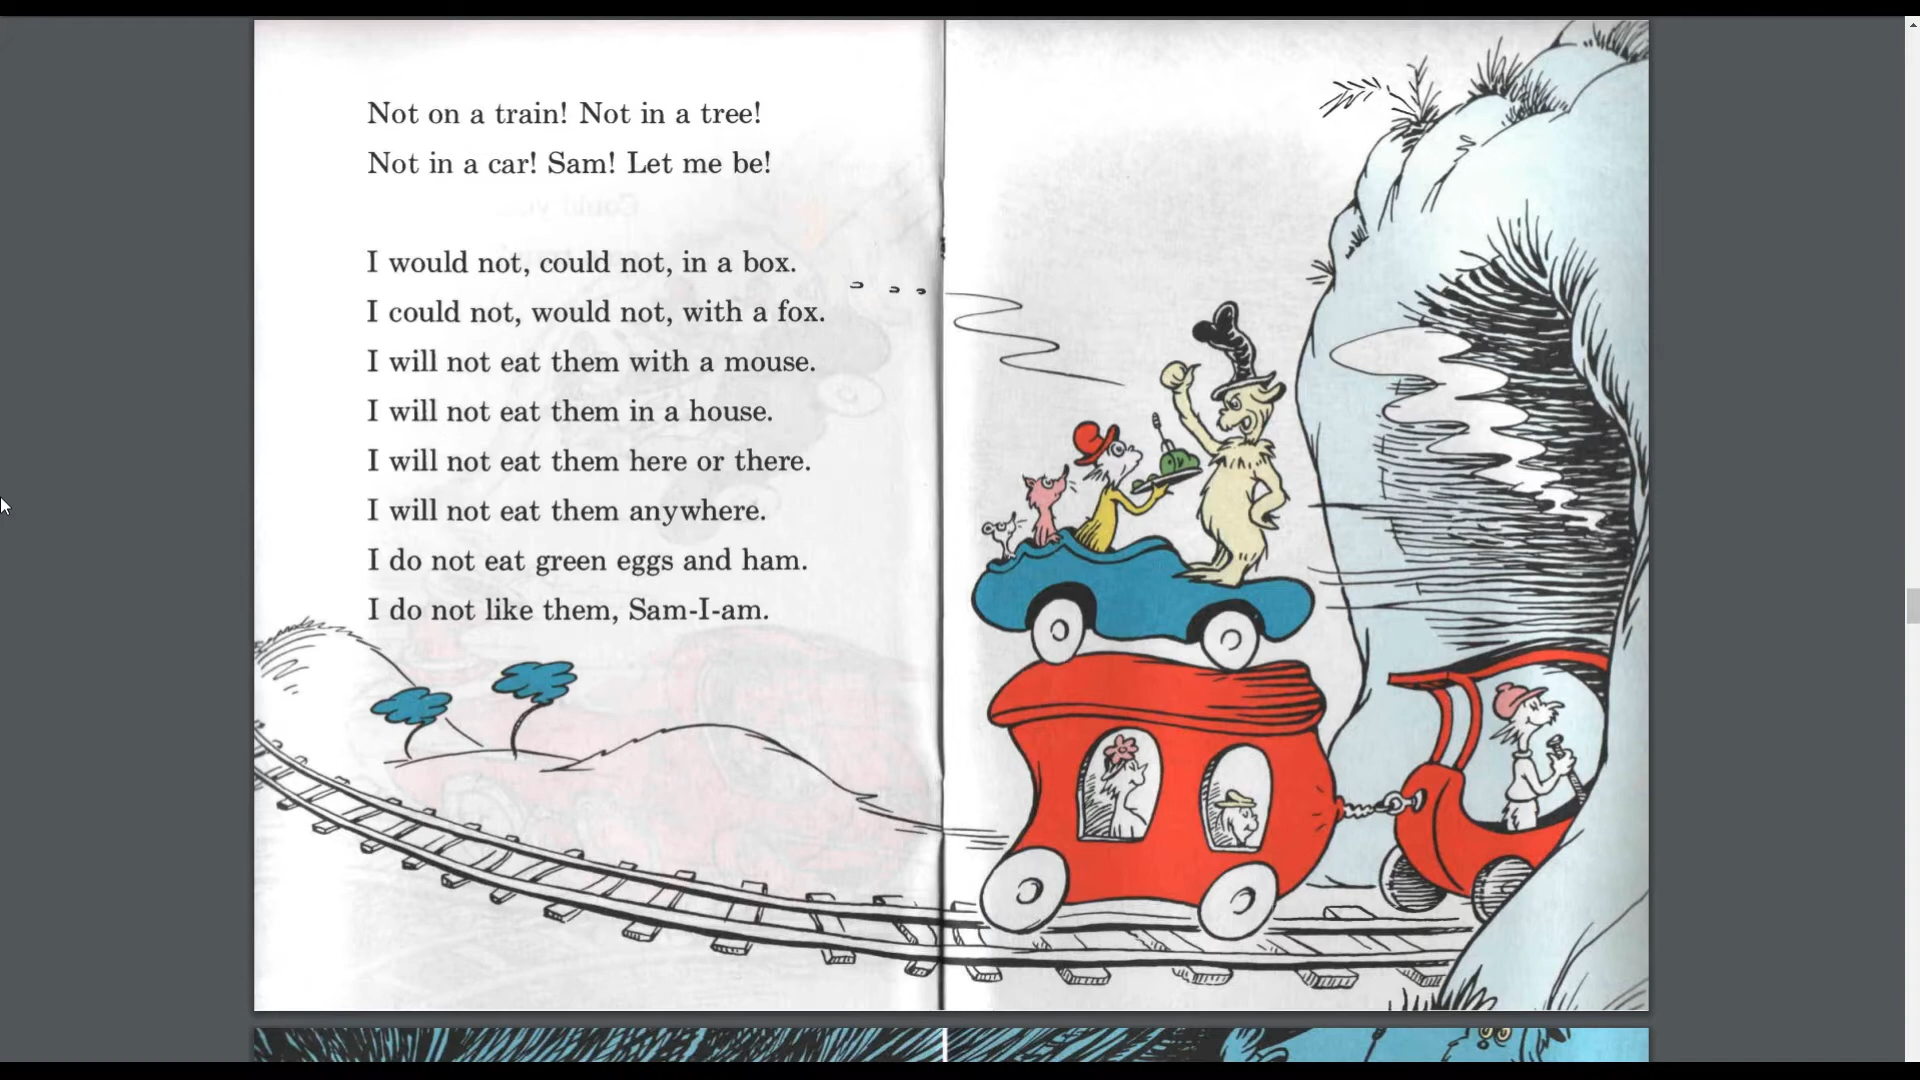 Not on a train! Not in a tree!
Not in a car! Sam! Let me be!
I would not, could not, in a box.
I could not, would not, with a fox.
I will not eat them with a mouse.
I will not eat them in a house.
I will not eat them here or there.
I will not eat them anywhere.
I do not eat green eggs and ham.
I do not like them, Sam-I-am.